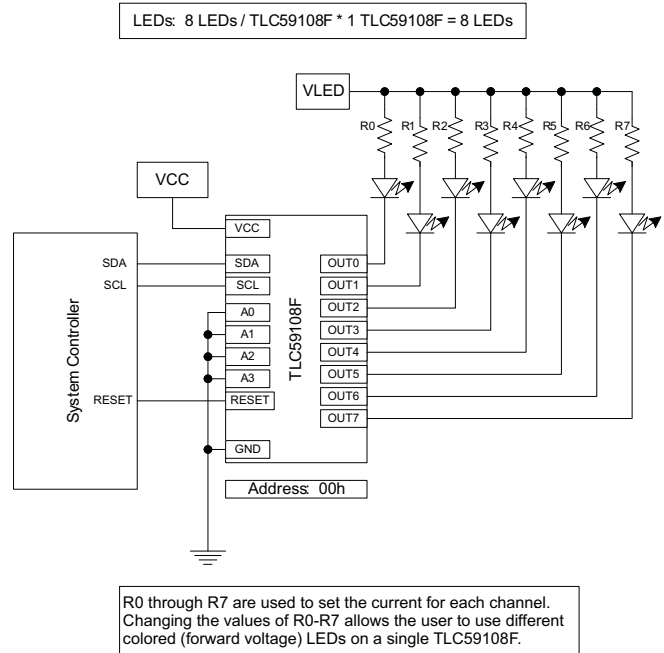 LEDs: 8 LEDs / TLC59108F * 1 TLC59108F = 8 LEDs
VLED
R0
R1
R2
R3
R4
R5
R6
R7
VCC
System Controller
SDA
SCL
RESET
TLC59108F
VCC
SDA
SCL
A0
A1
A2
A3
RESET
GND
OUT0
OUT1
OUT2
OUT3
OUT4
OUT5
OUT6
OUT7
Address: 00h
R0 through R7 are used to set the current for each channel.
Changing the values of R0-R7 allows the user to use different
colored (forward voltage) LEDs on a single TLC59108F.